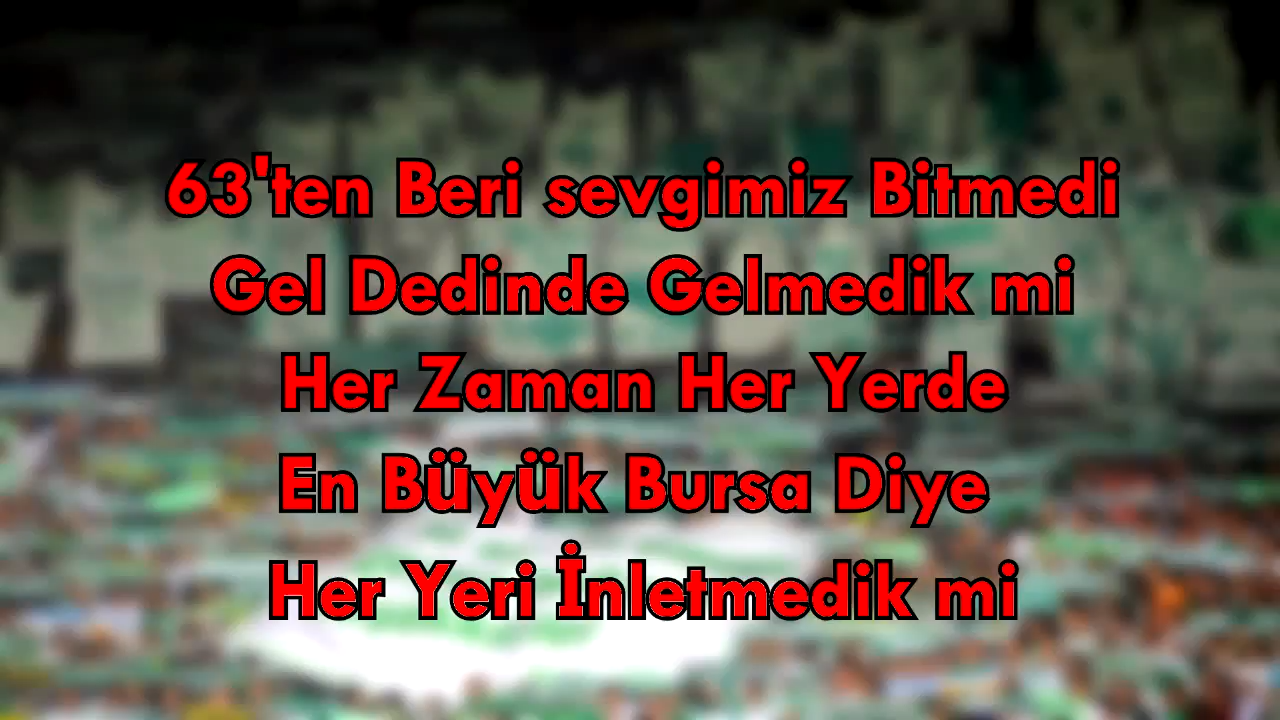 63'ten Beri sevgimiz Bitmedi
Gel Dedinde Gelmedik mi
Her Zaman Her Yerde
En Büyük Bursa Diye
Her Yeri İnletmedik mi